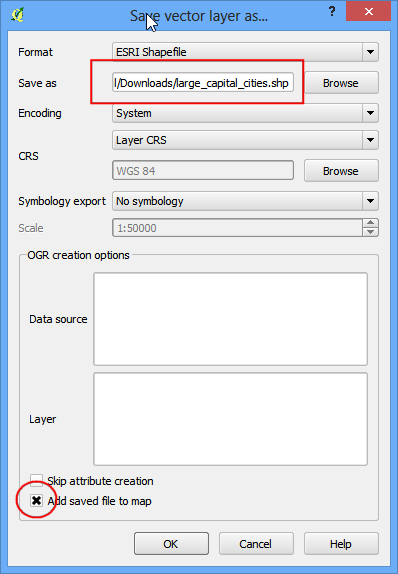 Save vector layer as...
?
Format ESRI Shapefile
Save as l/Downloads/large_capital_cities.shp Browse
Encoding System
Layer CRS
CRS
WGS 84 Browse
Symbology export No symbology
Scale 1:50000
OGR creation options
Data source
Layer
Skip attribute creation
Add saved file to map
OK Cancel Help